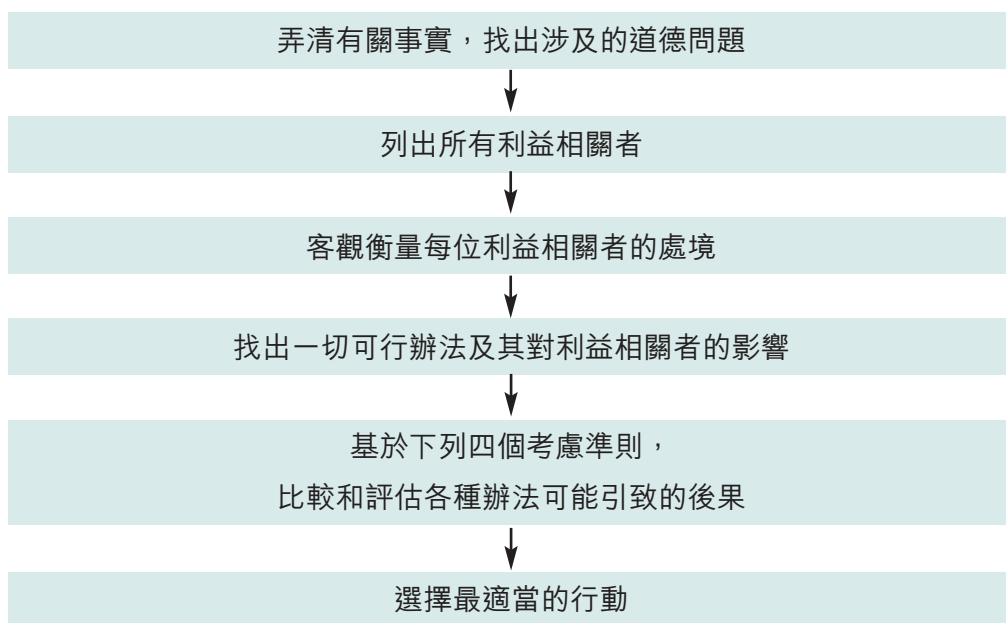 弄清有關事實，找出涉及的道德問題
列出所有利益相關者
客觀衡量每位利益相關者的處境
找出一切可行辦法及其對利益相關者的影響
基於下列四個考慮準則，
比較和評估各種辦法可能引致的後果
選擇最適當的行動